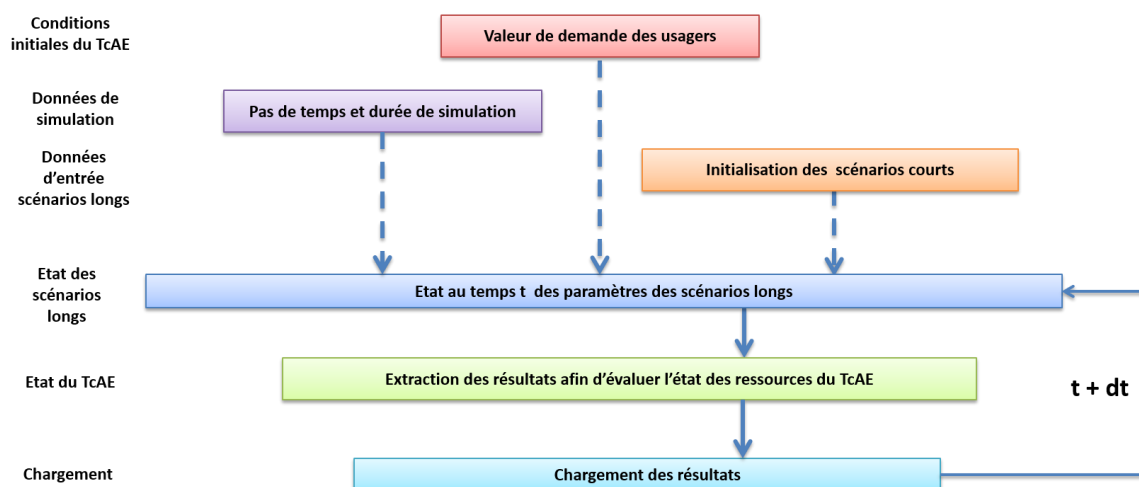 Conditions
initiales du TcAE
Valeur de demande des usagers
Données de
simulation
Pas de temps et durée de simulation
Données
d'entrée
scénarios longs
Initialisation des scénarios courts
Etat des
scénarios
longs
Etat au temps t des paramètres des scénarios longs
Etat du TcAE
Extraction des résultats afin d'évaluer l'état des ressources du TcAE
t + dt
Chargement
Chargement des résultats